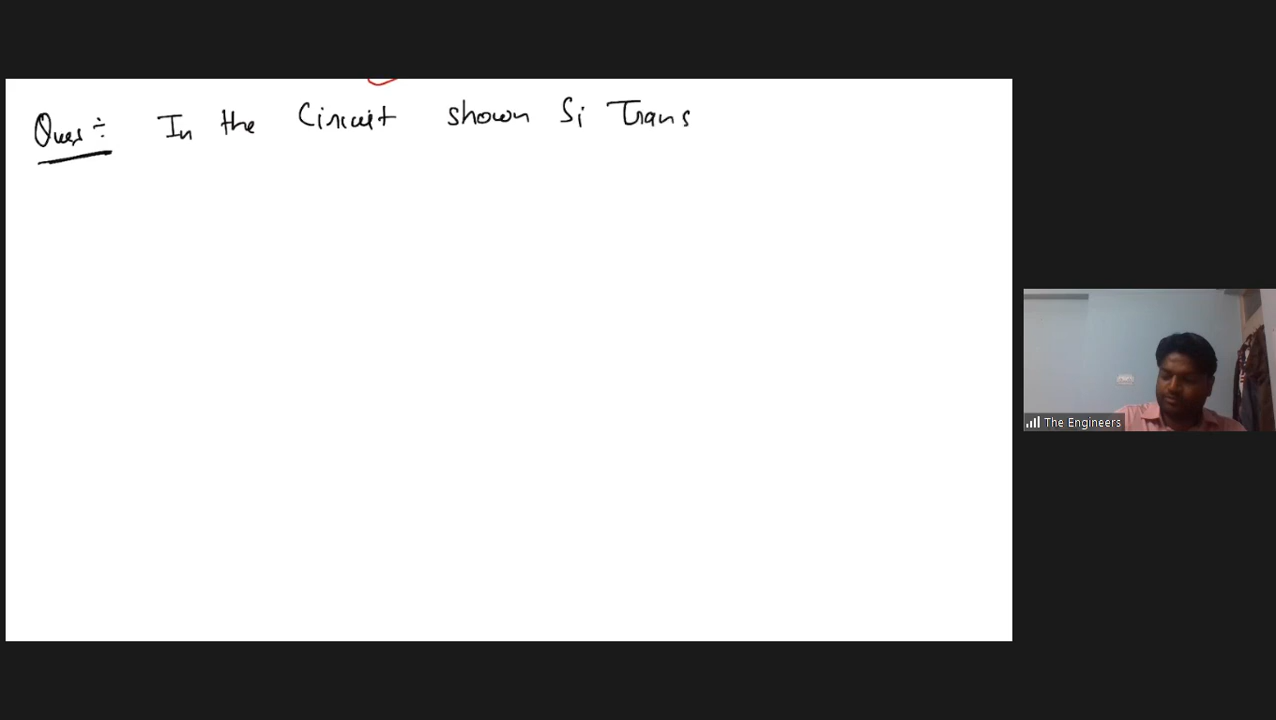 Ques ÷ In the Circuit shown Si Trans
The Engineers